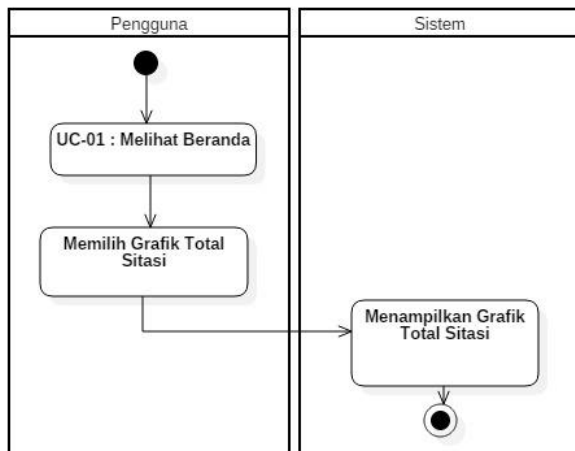 Pengguna
Sistem
UC-01 : Melihat Beranda
Memilih Grafik Total
Sitasi
Menampilkan Grafik
Total Sitasi